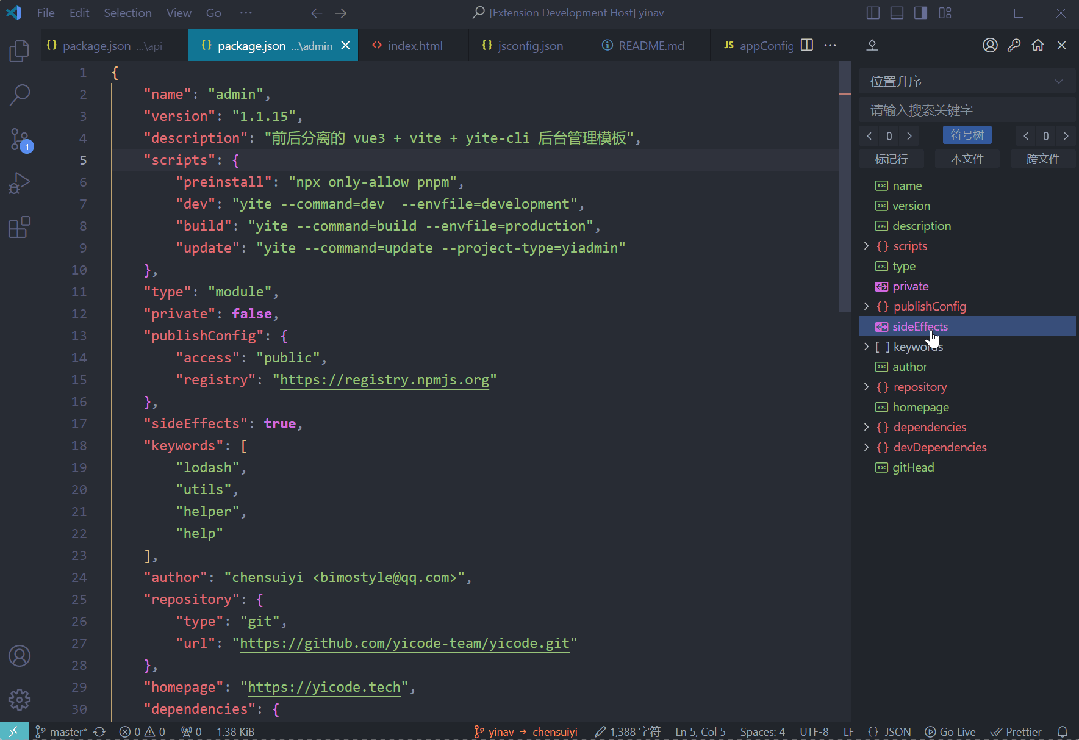 File Edit Selection View Go ··· [Extension Development Host] yinav
package.json ...\api package.json ...\admin index.html jsconfig.json README.md appConfig
1 {
2 "name": "admin",
3 "version": "1.1.15",
4 "description": "前后分离的 vue3 + vite + yite-cli 后台管理模板",
5 "scripts": {
6 "preinstall": "npx only-allow pnpm",
7 "dev": "yite --command=dev  --envfile=development",
8 "build": "yite --command=build --envfile=production",
9 "update": "yite --command=update --project-type=yiadmin"
10 },
11 "type": "module",
12 "private": false,
13 "publishConfig": {
14 "access": "public",
15 "registry": "https://registry.npmjs.org"
16 },
17 "sideEffects": true,
18 "keywords": [
19 "lodash",
20 "utils",
21 "helper",
22 "help"
23 ],
24 "author": "chensuiyi <bimostyle@qq.com>",
25 "repository": {
26 "type": "git",
27 "url": "https://github.com/yicode-team/yicode.git"
28 },
29 "homepage": "https://yicode.tech",
30 "dependencies": {
位置升序
请输入搜索关键字
< 0 > 符号树 < 0 >
标记行 本文件 跨文件
name
version
description
{} scripts
type
private
{} publishConfig
sideEffects
[ ] keywords
author
{} repository
homepage
{} dependencies
{} devDependencies
gitHead
1
master* 0 0 0 1.38 KiB yinav → chensuiyi 1,388 字符 Ln 5, Col 5 Spaces: 4 UTF-8 LF {} JSON Go Live Prettier